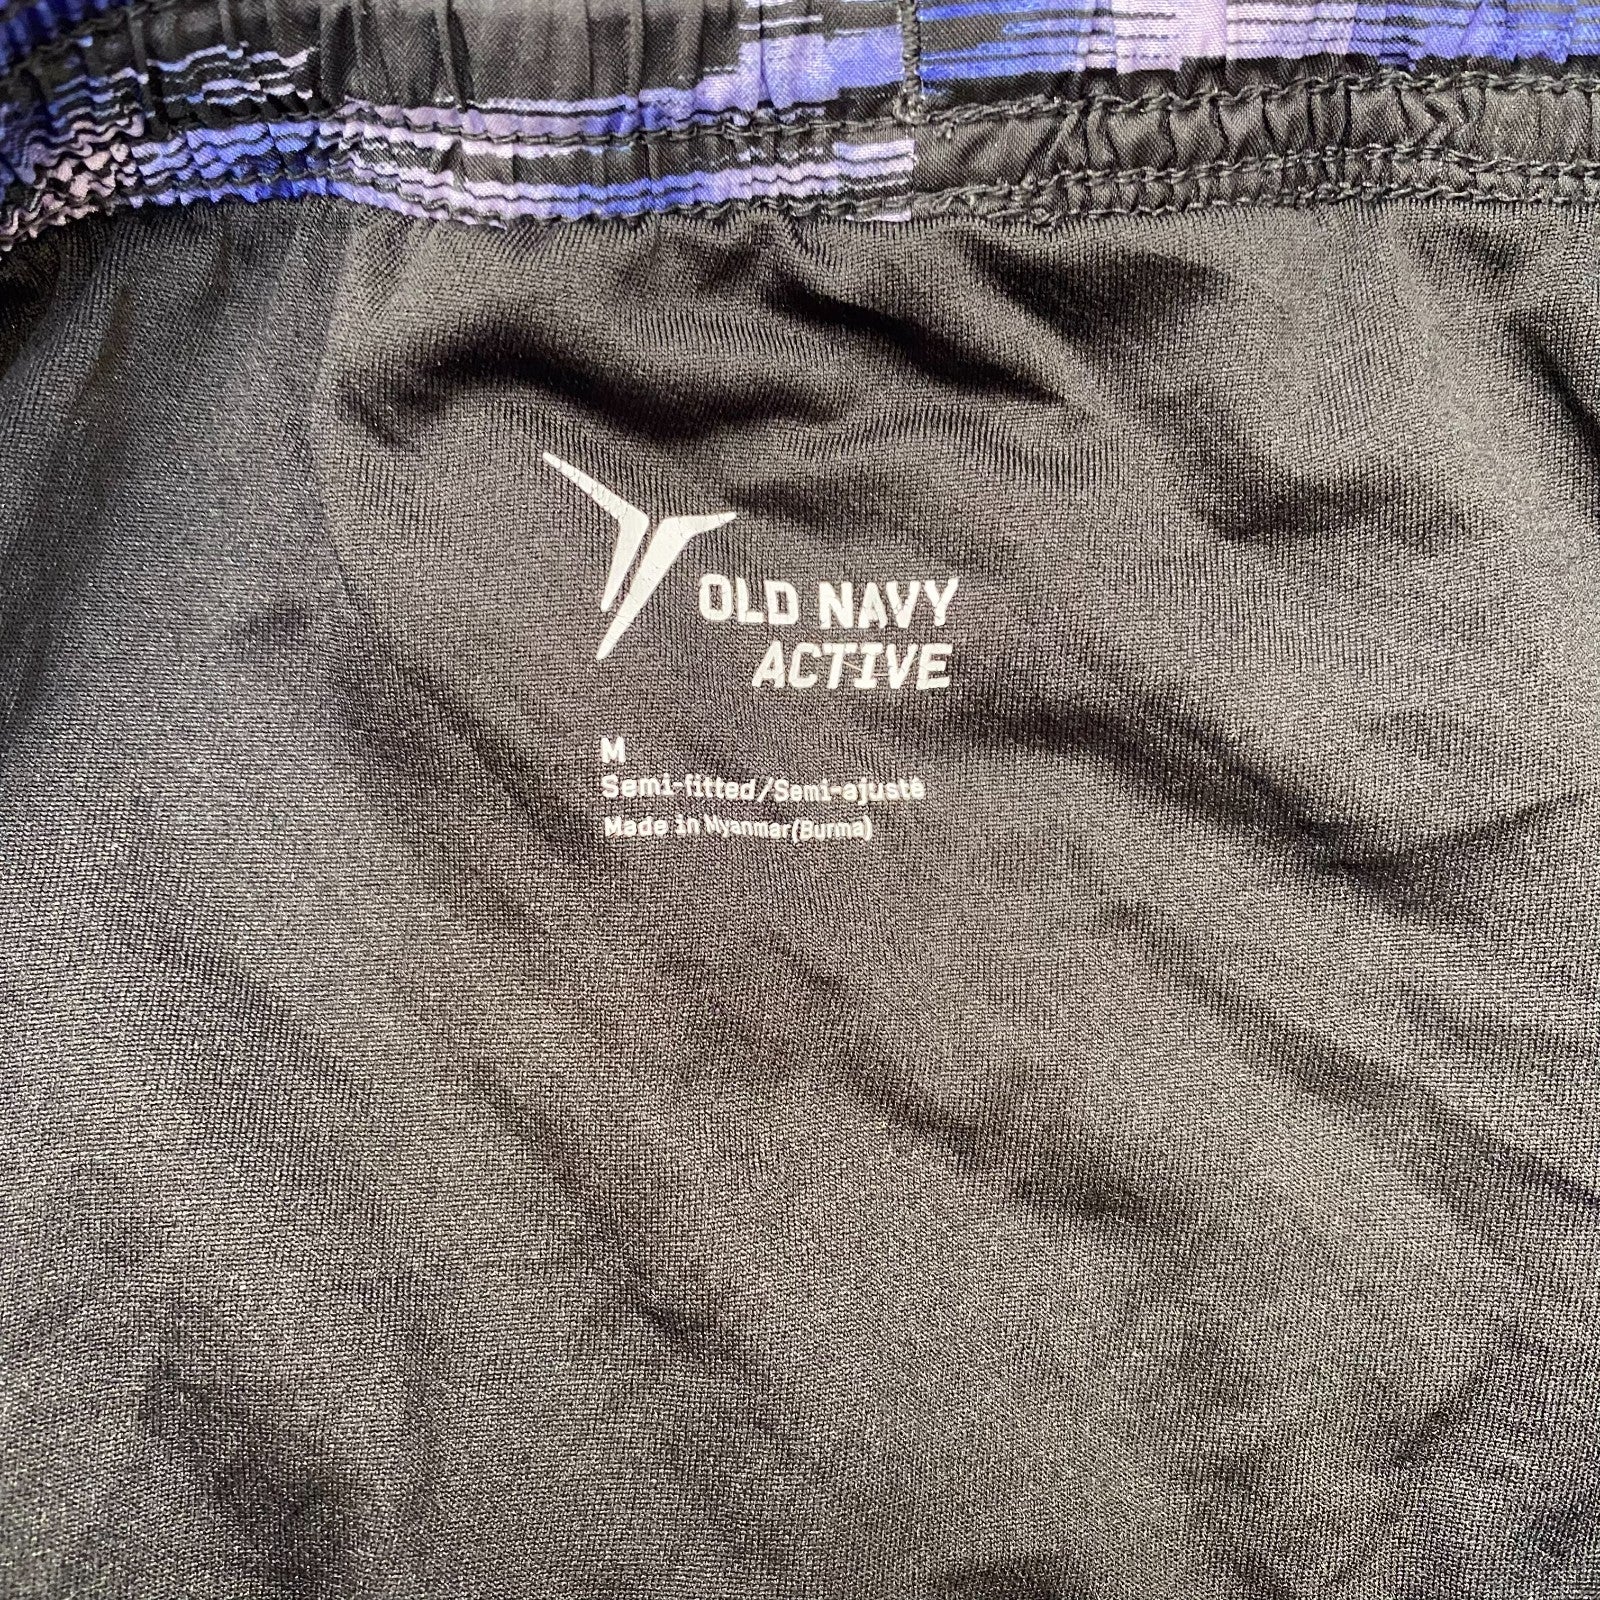 OLD NAVY
ACTIVE
M
Semi-fitted/Semi-ajusté
Made in Myanmar(Burma)